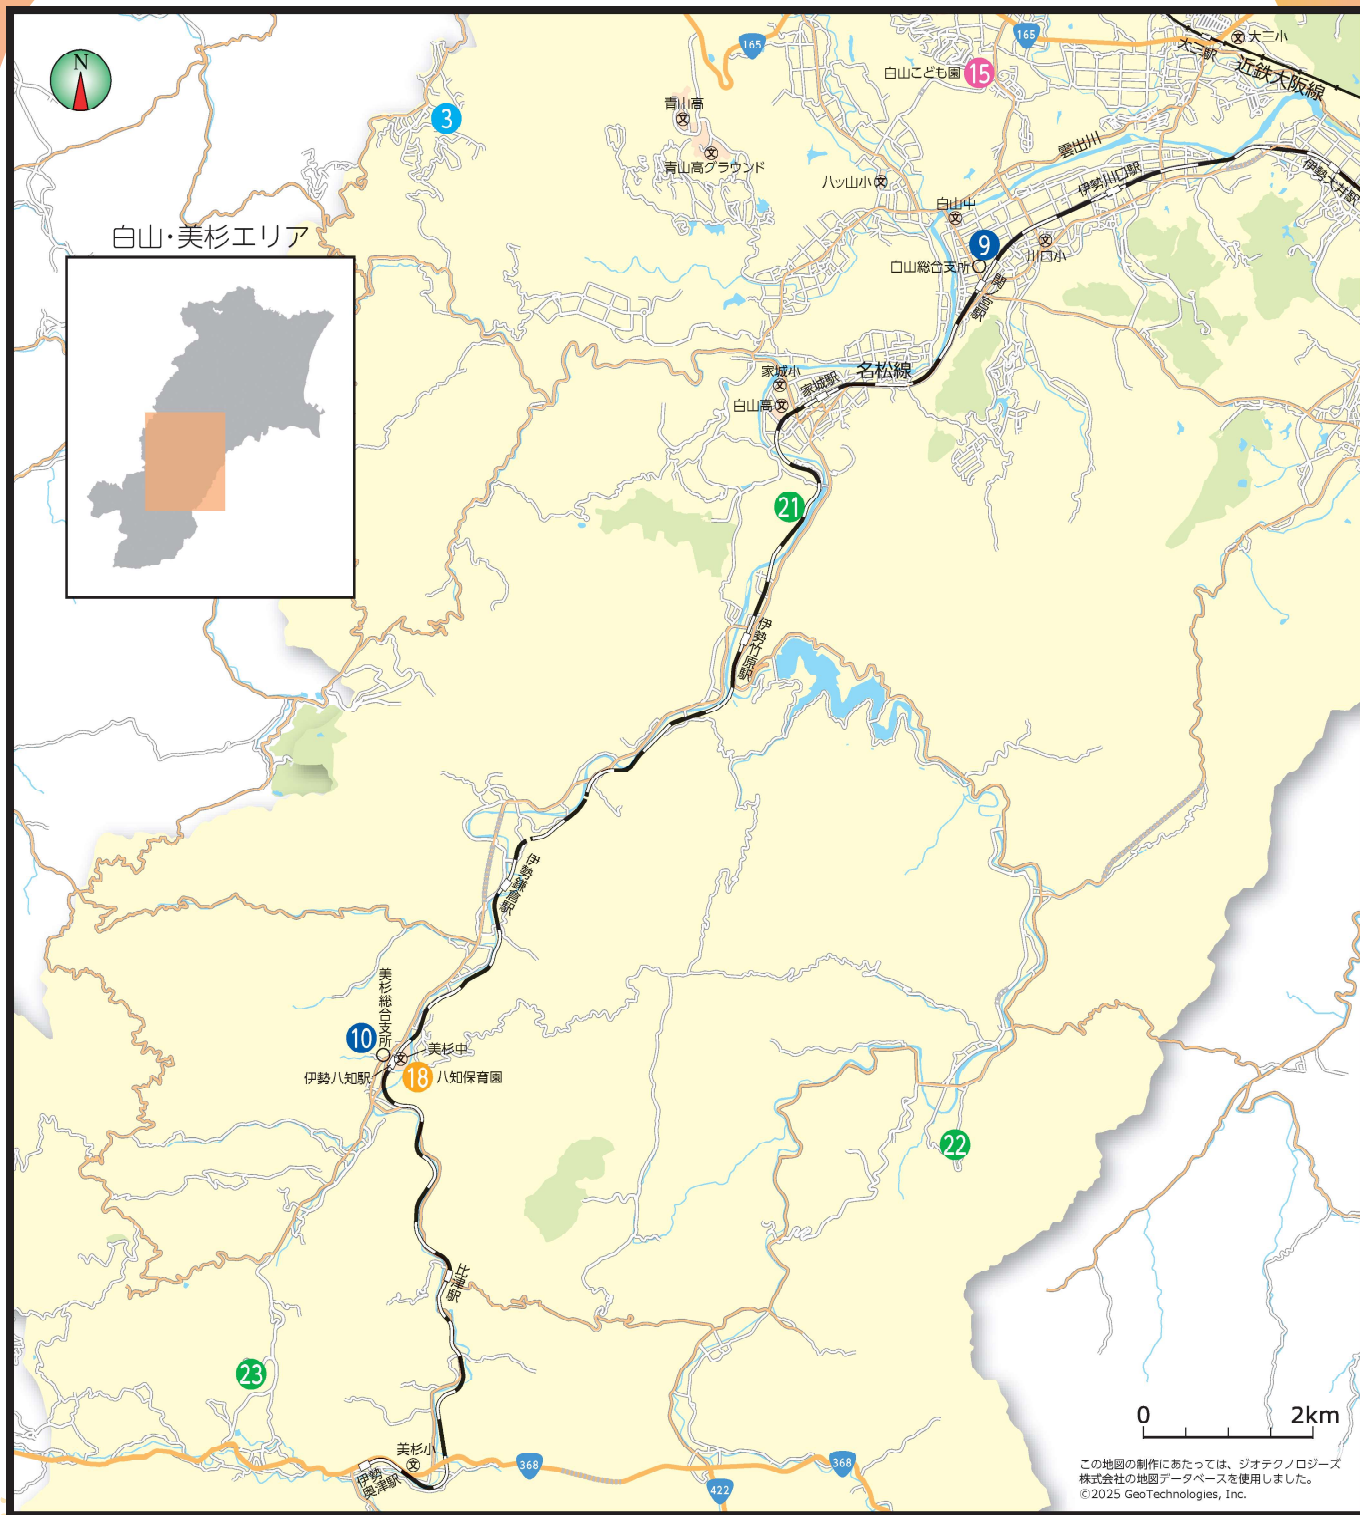 N
白山・美杉エリア
165
165
大三小
大三駅
近鉄大阪線
白山こども園
15
3
青山高
青山高グラウンド
雲出川
八ッ山小
伊勢川口駅
伊勢大井駅
白山中
9
川口小
白山総合支所
関ノ宮駅
名松線
家城小
家城駅
白山高
21
伊勢竹原駅
伊勢鎌倉駅
美杉総合支所
10
美杉中
伊勢八知駅
18
八知保育園
22
比津駅
23
美杉小
伊勢
奥津駅
368
368
422
0 2km
この地図の制作にあたっては、ジオテクノロジーズ
株式会社の地図データベースを使用しました。
©2025 GeoTechnologies, Inc.